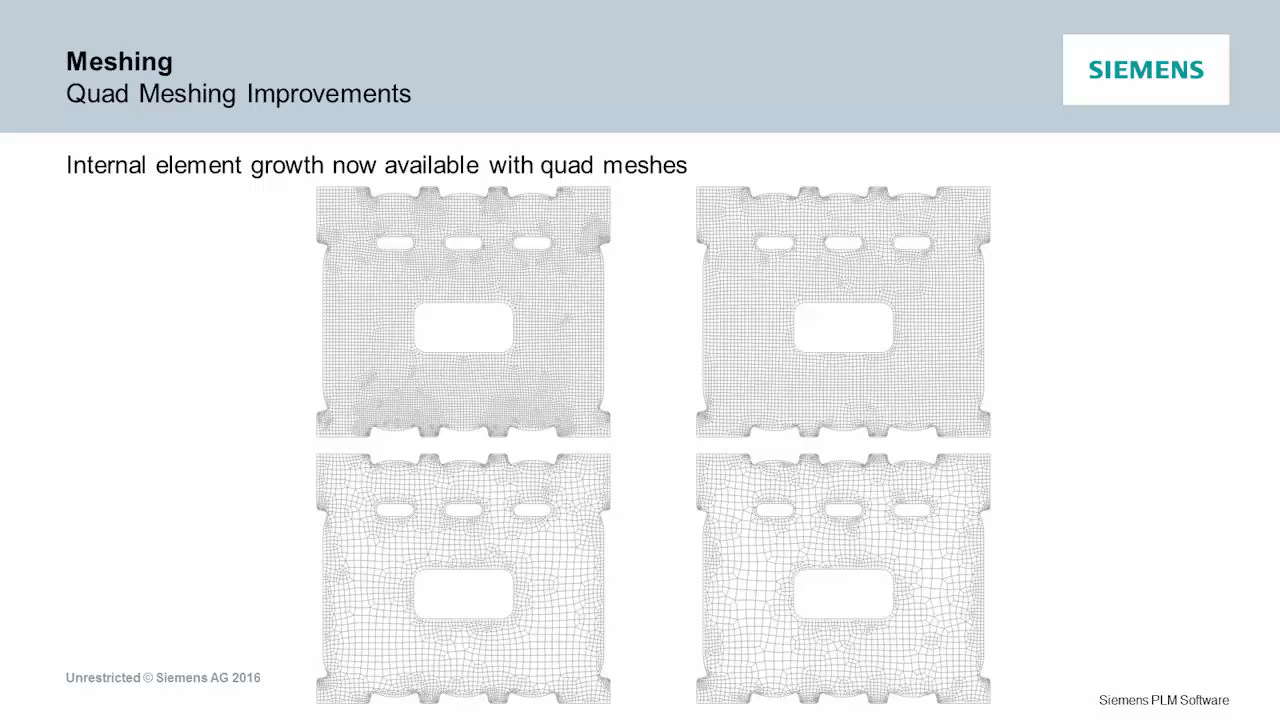 Meshing
Quad Meshing Improvements
SIEMENS
Internal element growth now available with quad meshes
Unrestricted © Siemens AG 2016
Siemens PLM Software